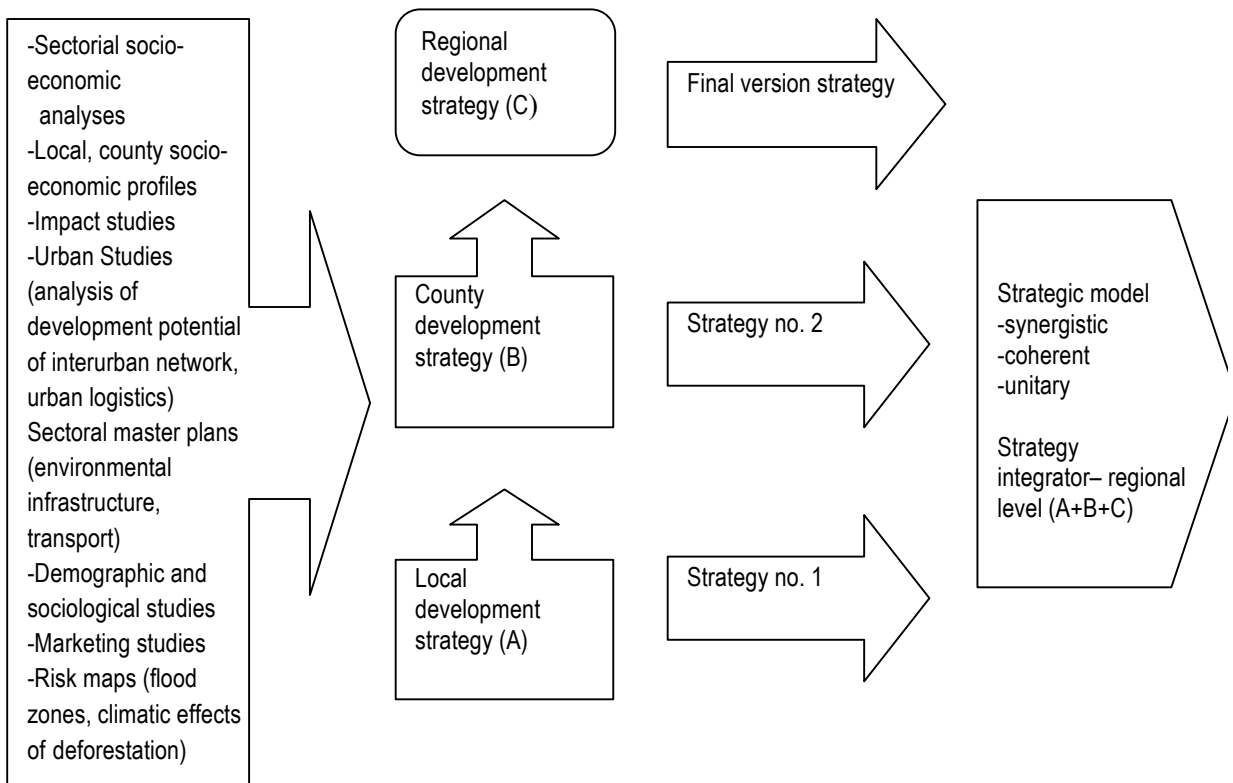 -Sectorial socio-
economic
analyses
-Local, county socio-
economic profiles
-Impact studies
-Urban Studies
(analysis of
development potential
of interurban network,
urban logistics)
Sectoral master plans
(environmental
infrastructure,
transport)
-Demographic and
sociological studies
-Marketing studies
-Risk maps (flood
zones, climatic effects
of deforestation)
Regional
development
strategy (C)
County
development
strategy (B)
Local
development
strategy (A)
Final version strategy
Strategy no. 2
Strategy no. 1
Strategic model
-synergistic
-coherent
-unitary
Strategy
integrator– regional
level (A+B+C)